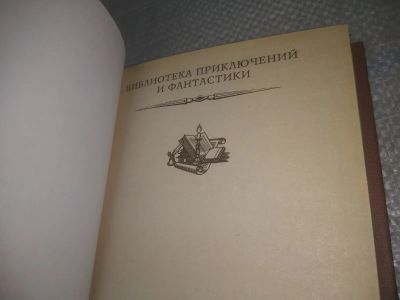 БИБЛИОТЕКА ПРИКЛЮЧЕНИЙ
И ФАНТАСТИКИ